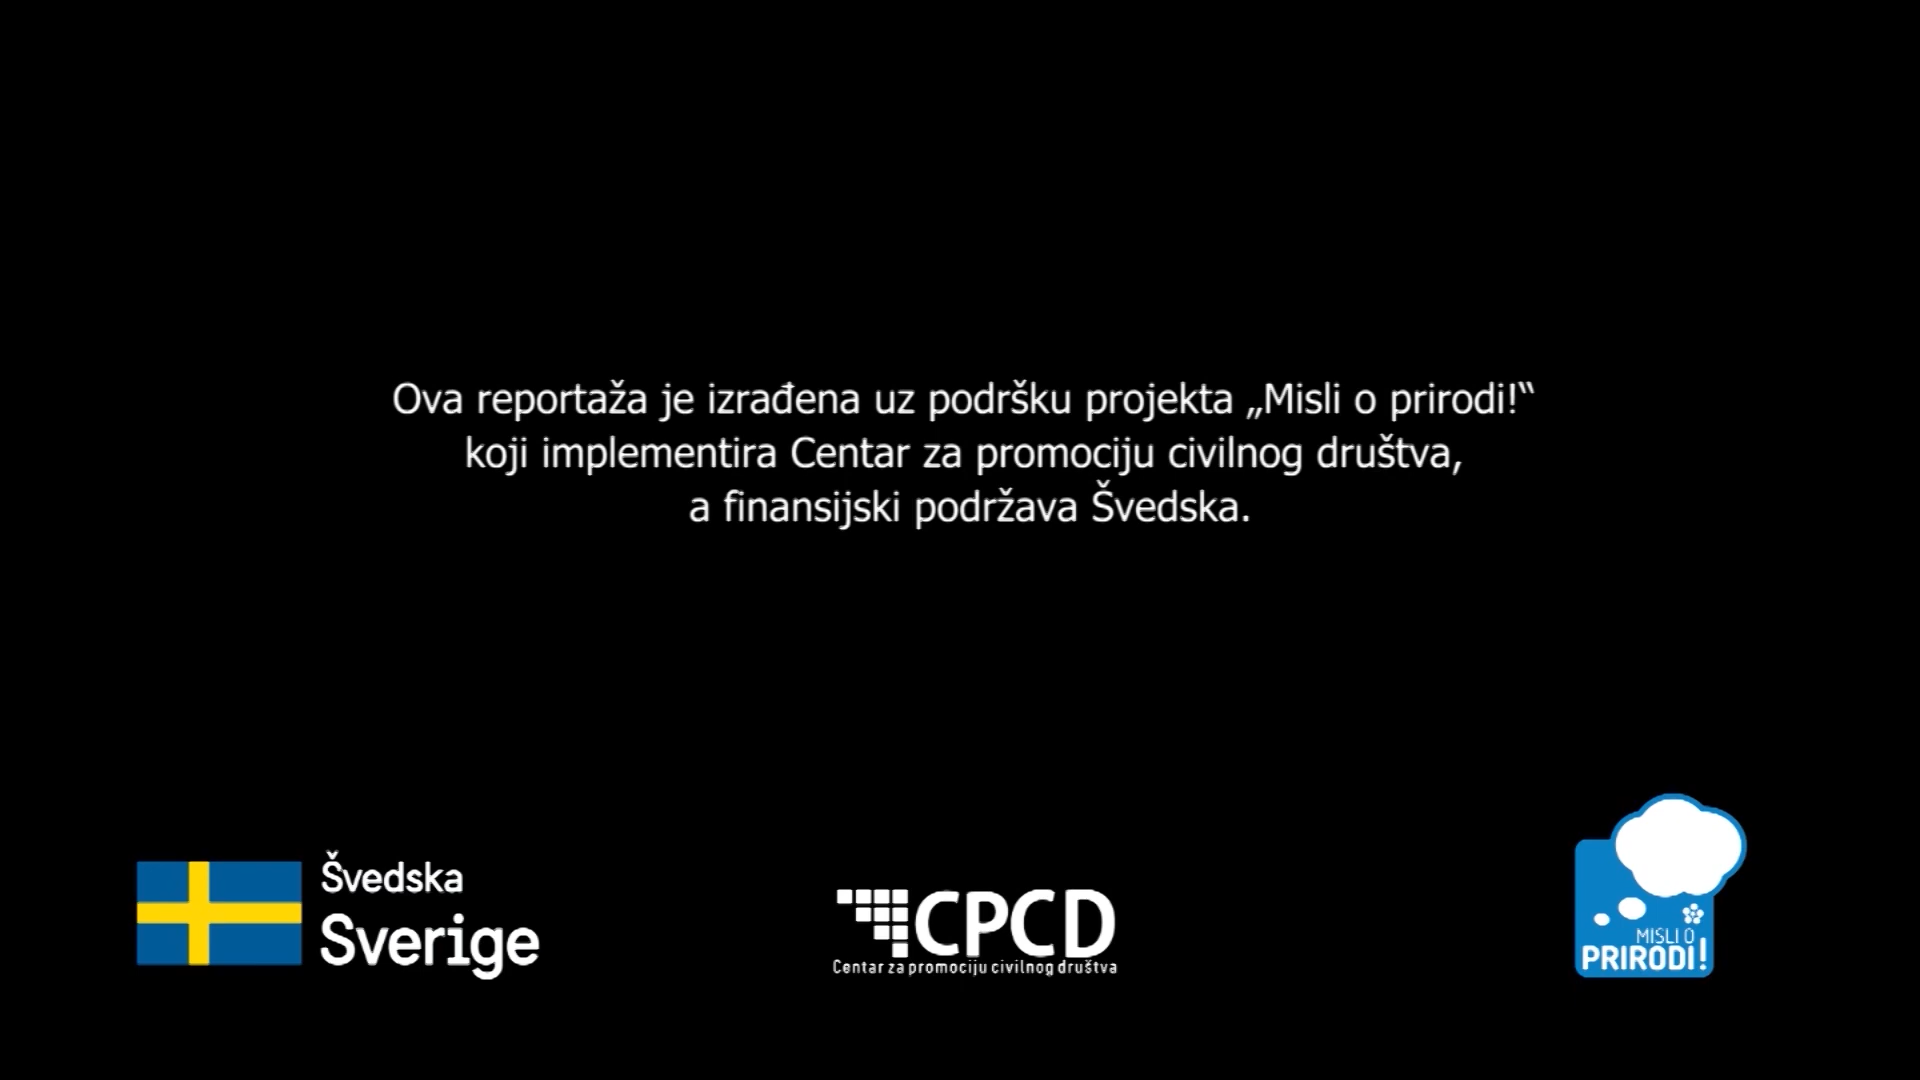 Ova reportaža je izrađena uz podršku projekta „Misli o prirodi!“
koji implementira Centar za promociju civilnog društva,
a finansijski podržava Švedska.
Švedska
Sverige
CPCD
Centar za promociju civilnog društva
MISLI O
PRIRODI!